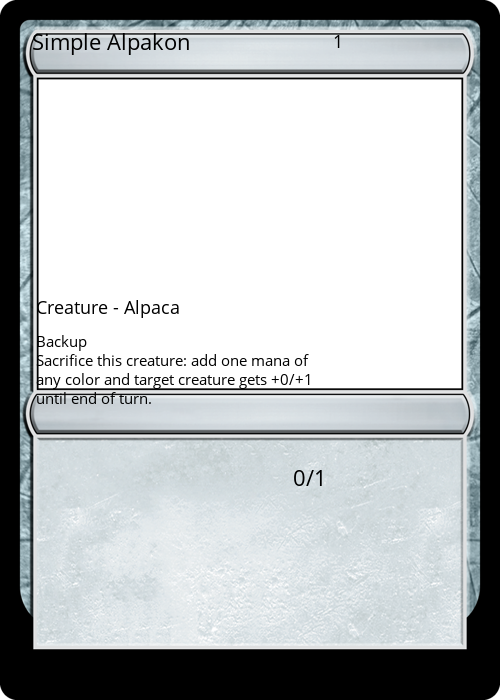 Simple Alpakon 1
Creature - Alpaca
Backup
Sacrifice this creature: add one mana of
any color and target creature gets +0/+1
until end of turn.
0/1